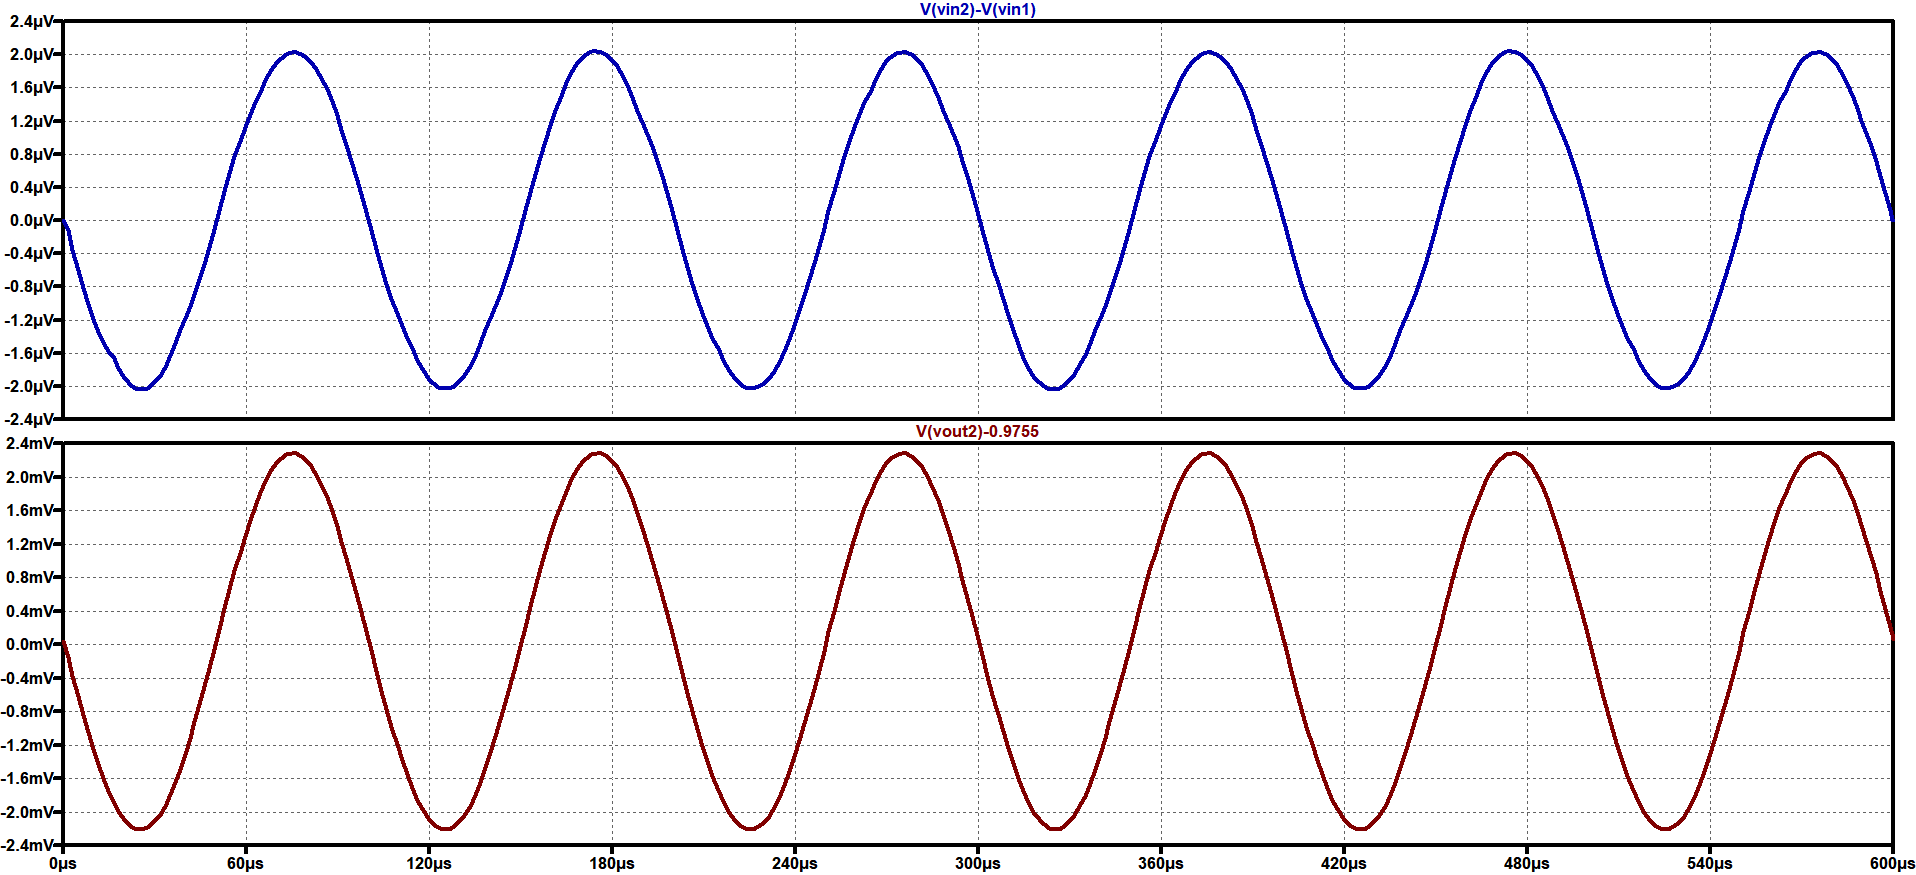 V(vin2)-V(vin1)
2.4µV
2.0µV
1.6µV
1.2µV
0.8µV
0.4µV
0.0µV
-0.4µV
-0.8µV
-1.2µV
-1.6µV
-2.0µV
-2.4µV
V(vout2)-0.9755
2.4mV
2.0mV
1.6mV
1.2mV
0.8mV
0.4mV
0.0mV
-0.4mV
-0.8mV
-1.2mV
-1.6mV
-2.0mV
-2.4mV
0µs 60µs 120µs 180µs 240µs 300µs 360µs 420µs 480µs 540µs 600µs